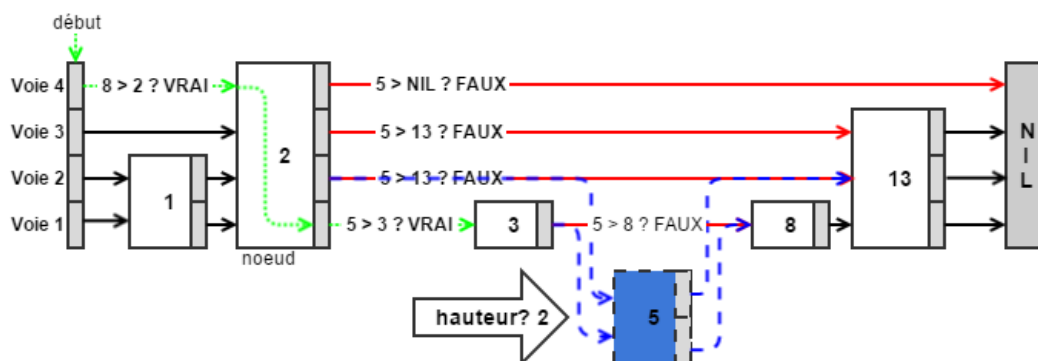 début
Voie 4
8 > 2 ? VRAI
5 > NIL ? FAUX
Voie 3
5 > 13 ? FAUX
2
NIL
Voie 2
5 > 13 ? FAUX
13
1
Voie 1
5 > 3 ? VRAI
3
5 > 8 ? FAUX
8
noeud
hauteur? 2
5